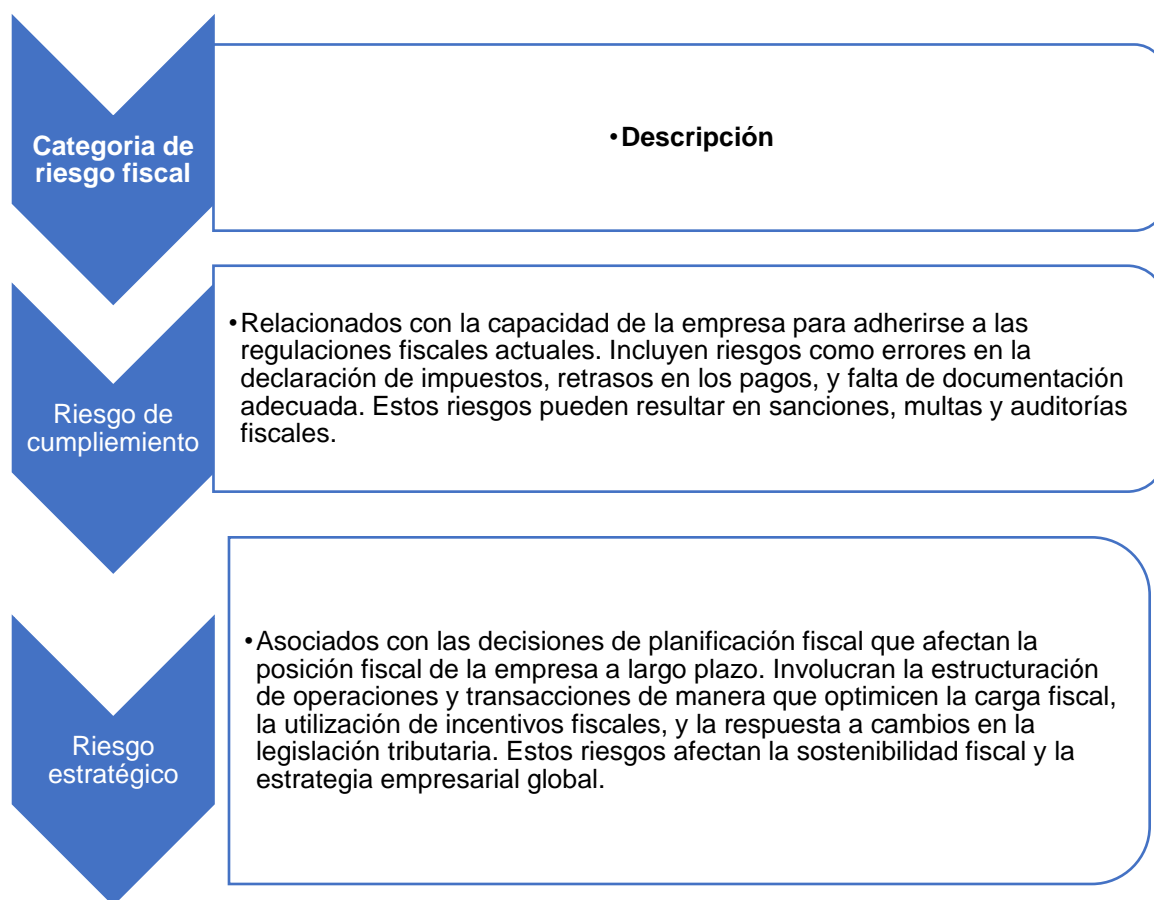 Categoria de
riesgo fiscal
•Descripción
Riesgo de
cumpliemiento
•Relacionados con la capacidad de la empresa para adherirse a las
regulaciones fiscales actuales. Incluyen riesgos como errores en la
declaración de impuestos, retrasos en los pagos, y falta de documentación
adecuada. Estos riesgos pueden resultar en sanciones, multas y auditorías
fiscales.
Riesgo
estratégico
•Asociados con las decisiones de planificación fiscal que afectan la
posición fiscal de la empresa a largo plazo. Involucran la estructuración
de operaciones y transacciones de manera que optimicen la carga fiscal,
la utilización de incentivos fiscales, y la respuesta a cambios en la
legislación tributaria. Estos riesgos afectan la sostenibilidad fiscal y la
estrategia empresarial global.